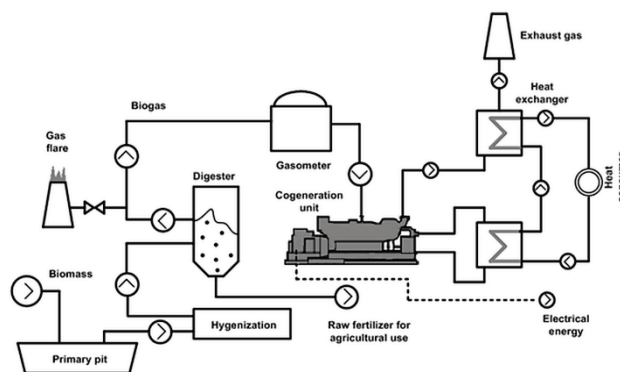 Exhaust gas
Heat
exchanger
Biogas
Gas
flare
Gasometer
Digester
Cogeneration
unit
Heat
Biomass
Hygenization
Raw fertilizer for
agricultural use
Electrical
energy
Primary pit